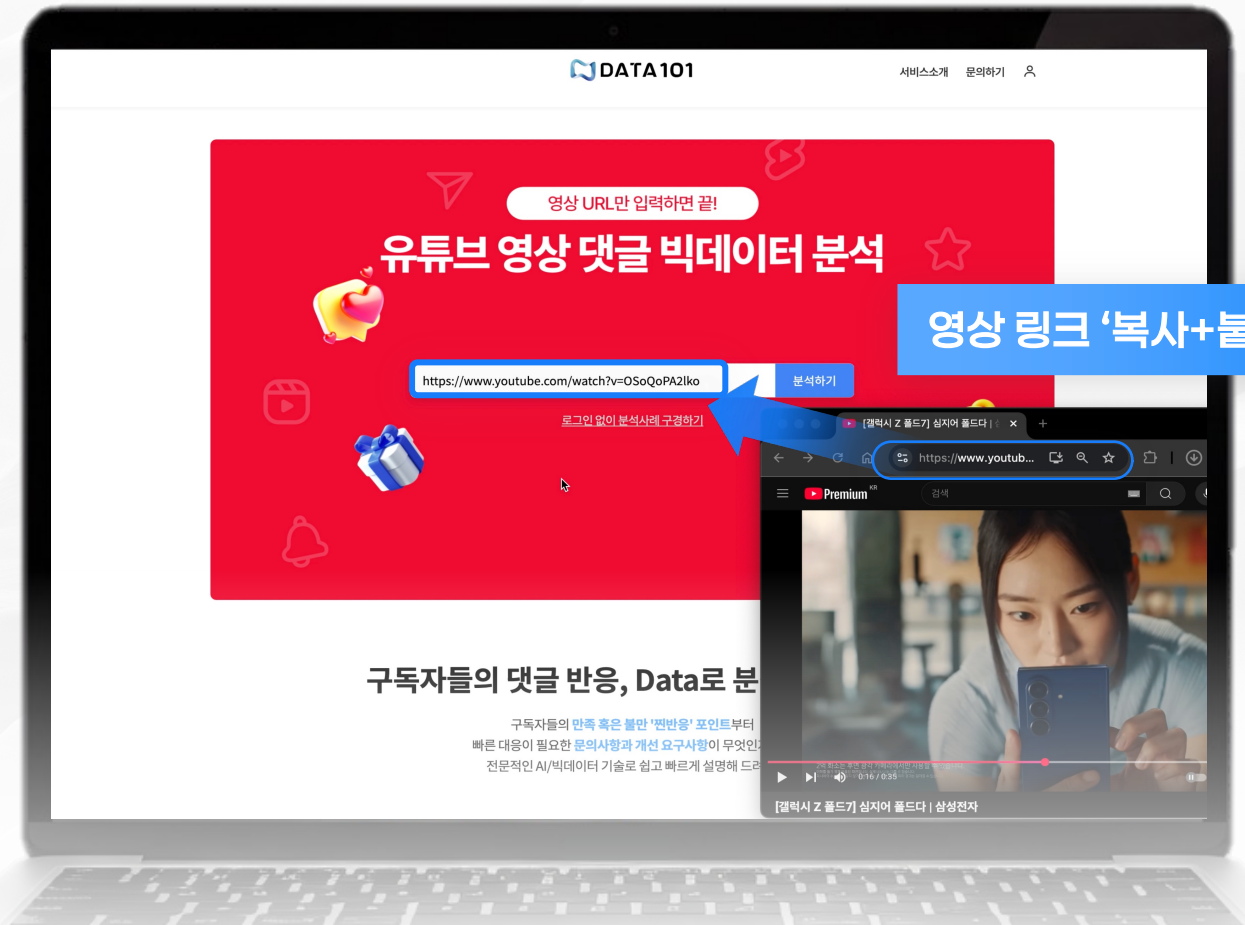 DATA101
서비스소개 문의하기
영상 URL만 입력하면 끝!
유튜브 영상 댓글 빅데이터 분석
영상 링크 ‘복사+붙
https://www.youtube.com/watch?v=OSoQoPA2lko
분석하기
로그인 없이 분석사례 구경하기
[갤럭시 Z 폴드7] 심지어 폴드다 |
https://www.youtub...
Premium KR
검색
구독자들의 댓글 반응, Data로 분
구독자들의 만족 혹은 불만 '찐반응' 포인트부터
빠른 대응이 필요한 문의사항과 개선 요구사항이 무엇인
전문적인 AI/빅데이터 기술로 쉽고 빠르게 설명해 드
0:16 / 0:35
[갤럭시 Z 폴드7] 심지어 폴드다 | 삼성전자